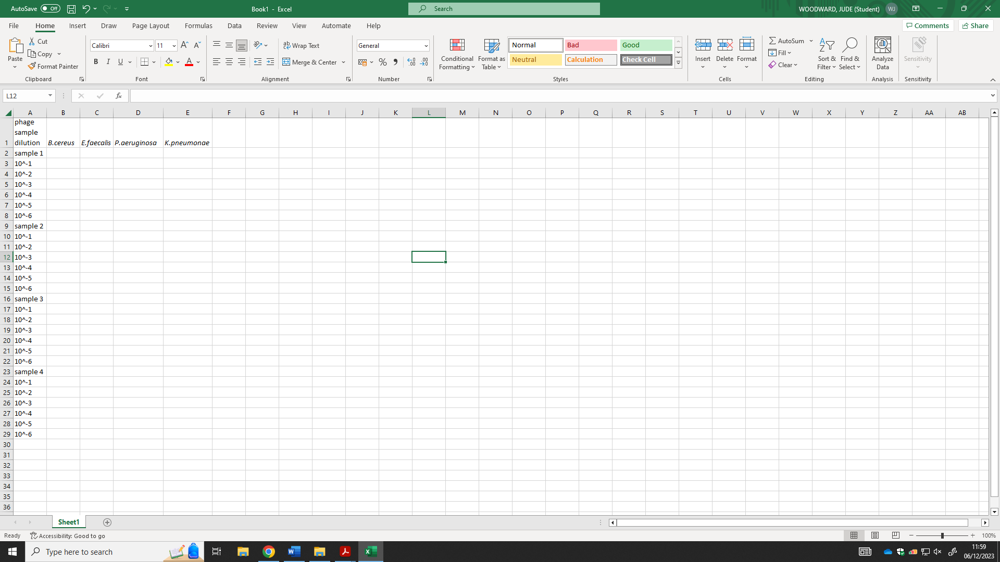 AutoSave Off Book1 - Excel Search WOODWARD, JUDE (Student) WJ
File Home Insert Draw Page Layout Formulas Data Review View Automate Help Comments Share
Paste Cut Copy Format Painter Clipboard
Calibri 11 B I U A Font
ab Wrap Text Merge & Center Alignment
General % Number
Conditional Formatting Format as Table
Normal Bad Good
Neutral Calculation Check Cell
Styles
Insert Delete Format Cells
AutoSum Fill Clear Sort & Filter Find & Select Editing
Analyze Data Analysis
Sensitivity Sensitivity
L12 fx
A B C D E F G H I J K L M N O P Q R S T U V W X Y Z AA AB
phage
sample
1 dilution B.cereus E.faecalis P.aeruginosa K.pneumonae
2 sample 1
3 10^-1
4 10^-2
5 10^-3
6 10^-4
7 10^-5
8 10^-6
9 sample 2
10 10^-1
11 10^-2
12 10^-3
13 10^-4
14 10^-5
15 10^-6
16 sample 3
17 10^-1
18 10^-2
19 10^-3
20 10^-4
21 10^-5
22 10^-6
23 sample 4
24 10^-1
25 10^-2
26 10^-3
27 10^-4
28 10^-5
29 10^-6
30
31
32
33
34
35
36
Sheet1
Ready Accessibility: Good to go 100%
Type here to search 11:59
06/12/2023